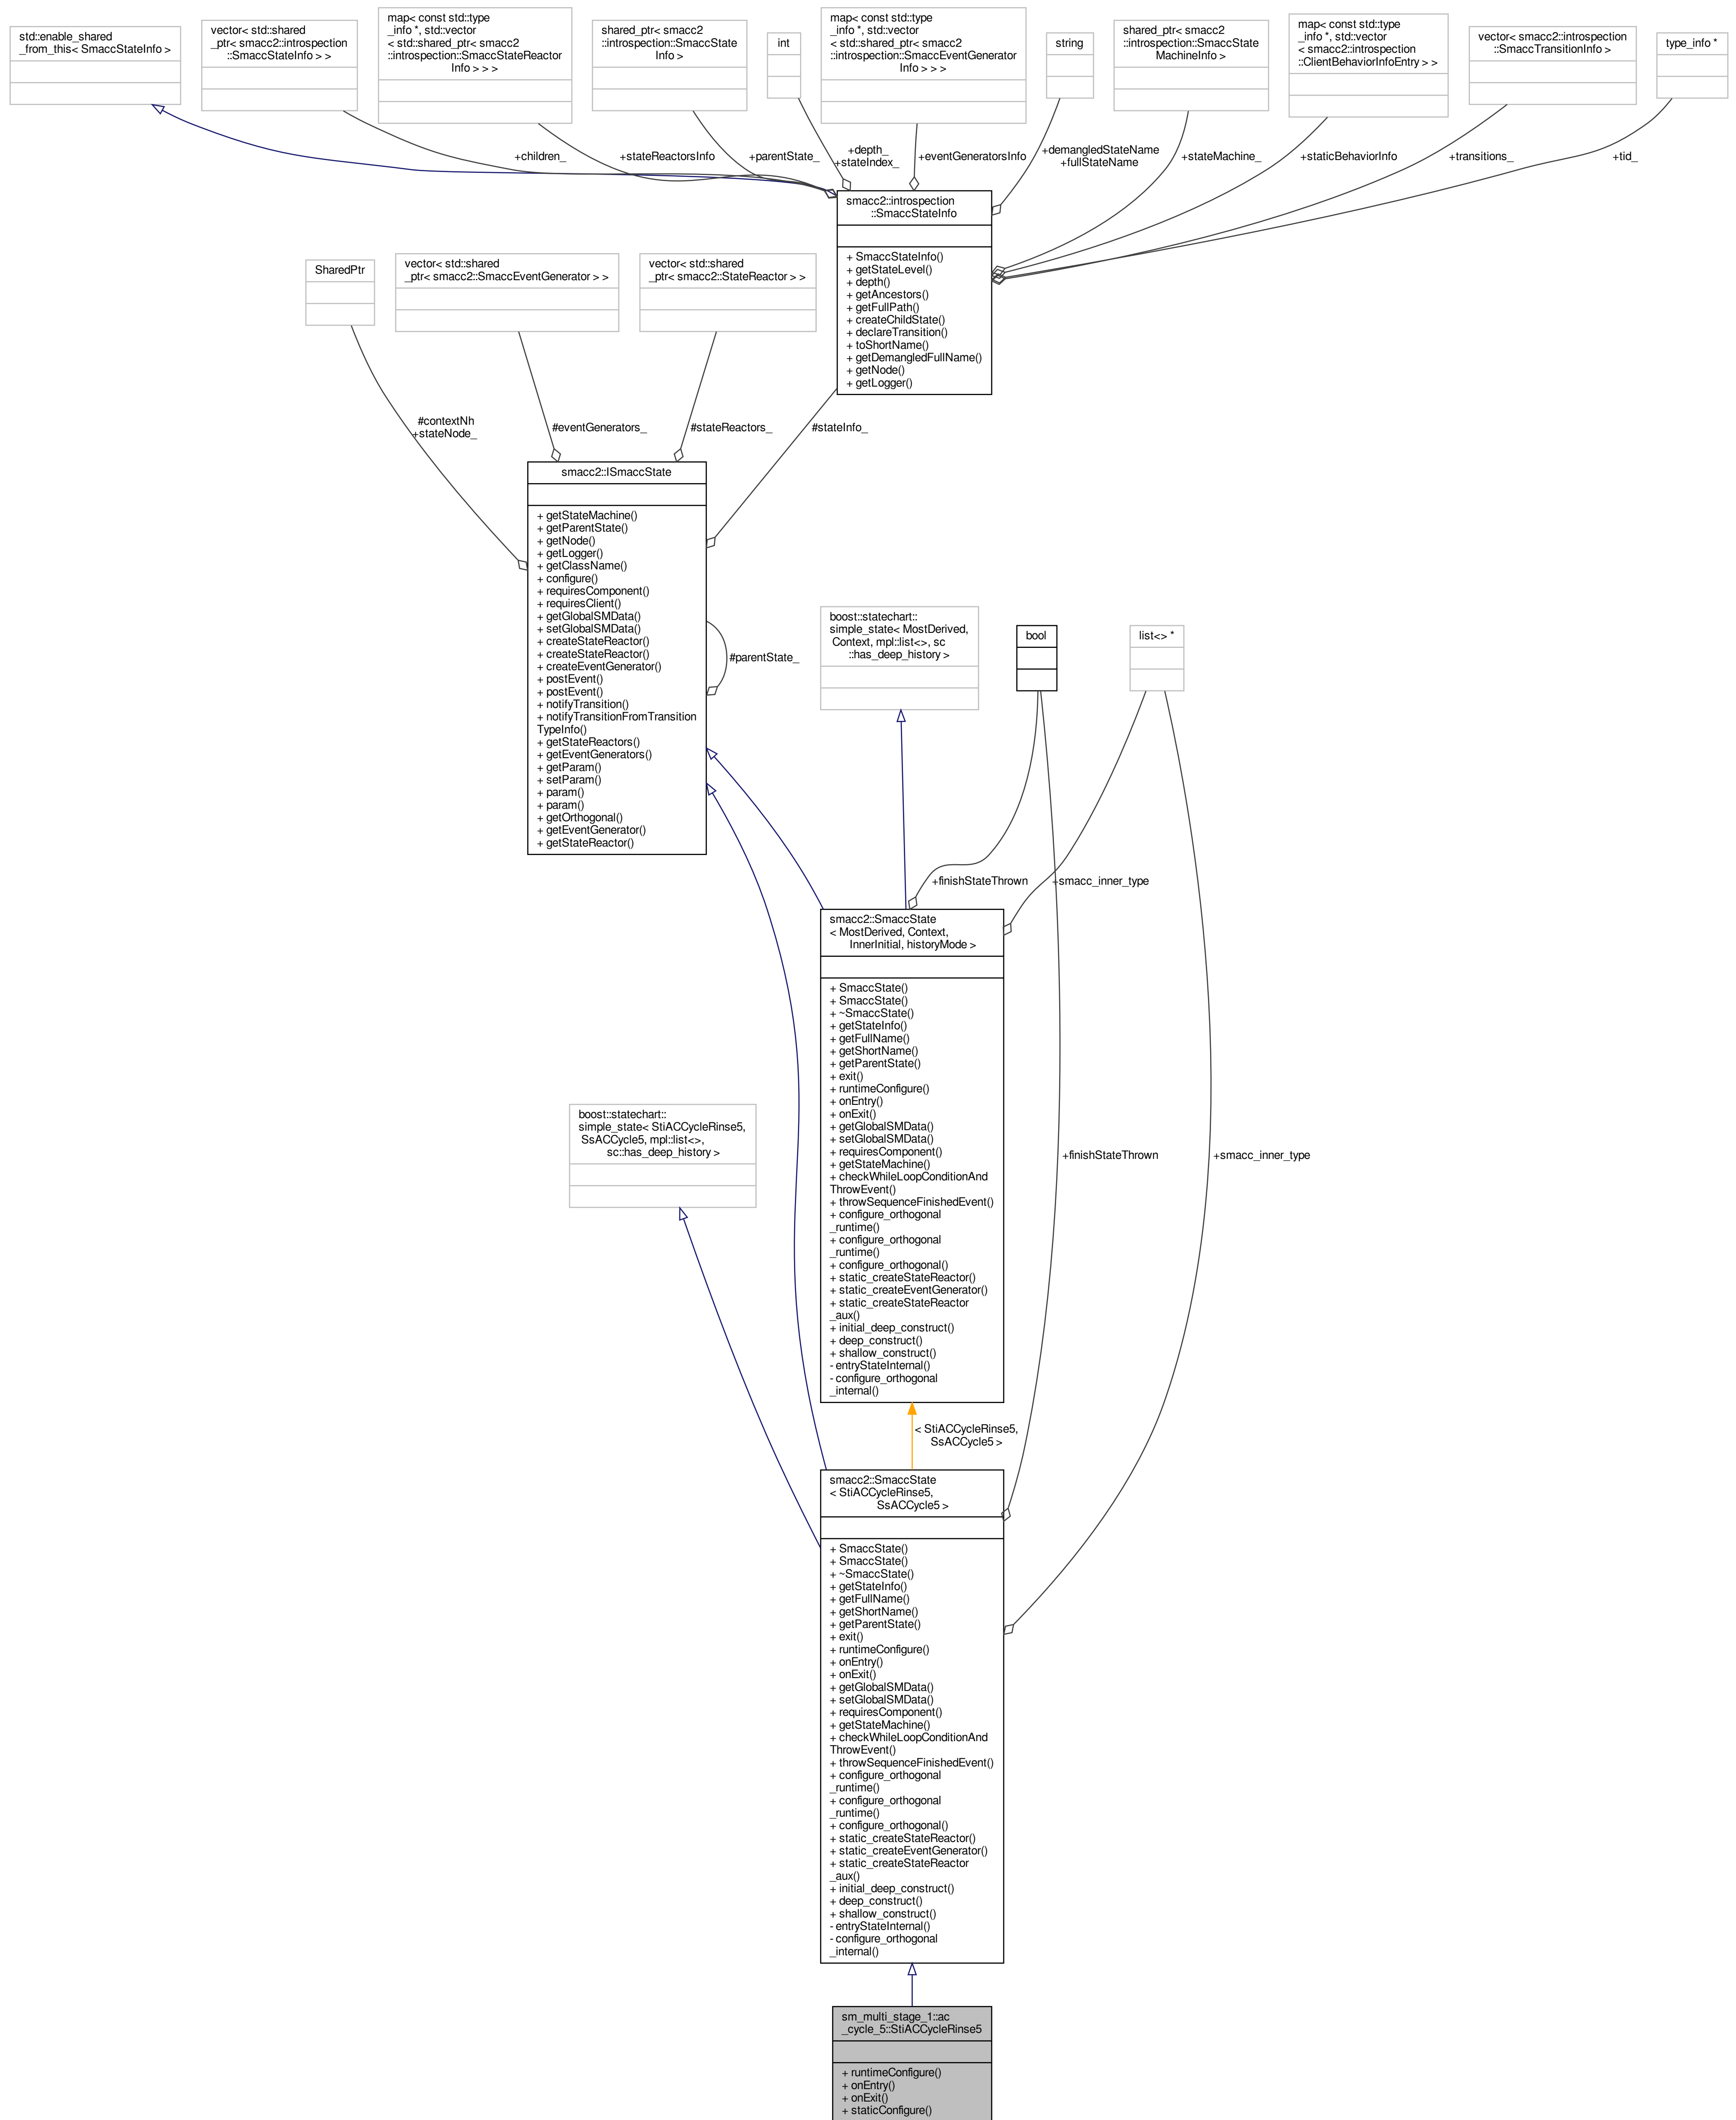 std::enable_shared
_from_this< SmaccStateInfo >
vector< std::shared
_ptr< smacc2::introspection
::SmaccStateInfo > >
map< const std::type
_info *, std::vector
< std::shared_ptr< smacc2
::introspection::SmaccStateReactor
Info > > >
shared_ptr< smacc2
::introspection::SmaccState
Info >
int
map< const std::type
_info *, std::vector
< std::shared_ptr< smacc2
::introspection::SmaccEventGenerator
Info > > >
string
shared_ptr< smacc2
::introspection::SmaccState
MachineInfo >
map< const std::type
_info *, std::vector
< smacc2::introspection
::ClientBehaviorInfoEntry > >
vector< smacc2::introspection
::SmaccTransitionInfo >
type_info *
+children_
+stateReactorsInfo
+parentState_
+depth_
+stateIndex_
+eventGeneratorsInfo
+demangledStateName
+fullStateName
+stateMachine_
+staticBehaviorInfo
+transitions_
+tid_
smacc2::introspection
::SmaccStateInfo
+ SmaccStateInfo()
+ getStateLevel()
+ depth()
+ getAncestors()
+ getFullPath()
+ createChildState()
+ declareTransition()
+ toShortName()
+ getDemangledFullName()
+ getNode()
+ getLogger()
SharedPtr
vector< std::shared
_ptr< smacc2::SmaccEventGenerator > >
vector< std::shared
_ptr< smacc2::StateReactor > >
#contextNh
+stateNode_
#eventGenerators_
#stateReactors_
#stateInfo_
smacc2::ISmaccState
+ getStateMachine()
+ getParentState()
+ getNode()
+ getLogger()
+ getClassName()
+ configure()
+ requiresComponent()
+ requiresClient()
+ getGlobalSMData()
+ setGlobalSMData()
+ createStateReactor()
+ createStateReactor()
+ createEventGenerator()
+ postEvent()
+ postEvent()
+ notifyTransition()
+ notifyTransitionFromTransition
TypeInfo()
+ getStateReactors()
+ getEventGenerators()
+ getParam()
+ setParam()
+ param()
+ param()
+ getOrthogonal()
+ getEventGenerator()
+ getStateReactor()
#parentState_
boost::statechart::
simple_state< MostDerived,
Context, mpl::list<>, sc
::has_deep_history >
bool
list<> *
+finishStateThrown
+smacc_inner_type
smacc2::SmaccState
< MostDerived, Context,
InnerInitial, historyMode >
+ SmaccState()
+ SmaccState()
+ ~SmaccState()
+ getStateInfo()
+ getFullName()
+ getShortName()
+ getParentState()
+ exit()
+ runtimeConfigure()
+ onEntry()
+ onExit()
+ getGlobalSMData()
+ setGlobalSMData()
+ requiresComponent()
+ getStateMachine()
+ checkWhileLoopConditionAnd
ThrowEvent()
+ throwSequenceFinishedEvent()
+ configure_orthogonal
_runtime()
+ configure_orthogonal
_runtime()
+ configure_orthogonal()
+ static_createStateReactor()
+ static_createEventGenerator()
+ static_createStateReactor
_aux()
+ initial_deep_construct()
+ deep_construct()
+ shallow_construct()
- entryStateInternal()
- configure_orthogonal
_internal()
boost::statechart::
simple_state< StiACCycleRinse5,
SsACCycle5, mpl::list<>,
sc::has_deep_history >
+finishStateThrown
+smacc_inner_type
< StiACCycleRinse5,
SsACCycle5 >
smacc2::SmaccState
< StiACCycleRinse5,
SsACCycle5 >
+ SmaccState()
+ SmaccState()
+ ~SmaccState()
+ getStateInfo()
+ getFullName()
+ getShortName()
+ getParentState()
+ exit()
+ runtimeConfigure()
+ onEntry()
+ onExit()
+ getGlobalSMData()
+ setGlobalSMData()
+ requiresComponent()
+ getStateMachine()
+ checkWhileLoopConditionAnd
ThrowEvent()
+ throwSequenceFinishedEvent()
+ configure_orthogonal
_runtime()
+ configure_orthogonal
_runtime()
+ configure_orthogonal()
+ static_createStateReactor()
+ static_createEventGenerator()
+ static_createStateReactor
_aux()
+ initial_deep_construct()
+ deep_construct()
+ shallow_construct()
- entryStateInternal()
- configure_orthogonal
_internal()
sm_multi_stage_1::ac
_cycle_5::StiACCycleRinse5
+ runtimeConfigure()
+ onEntry()
+ onExit()
+ staticConfigure()